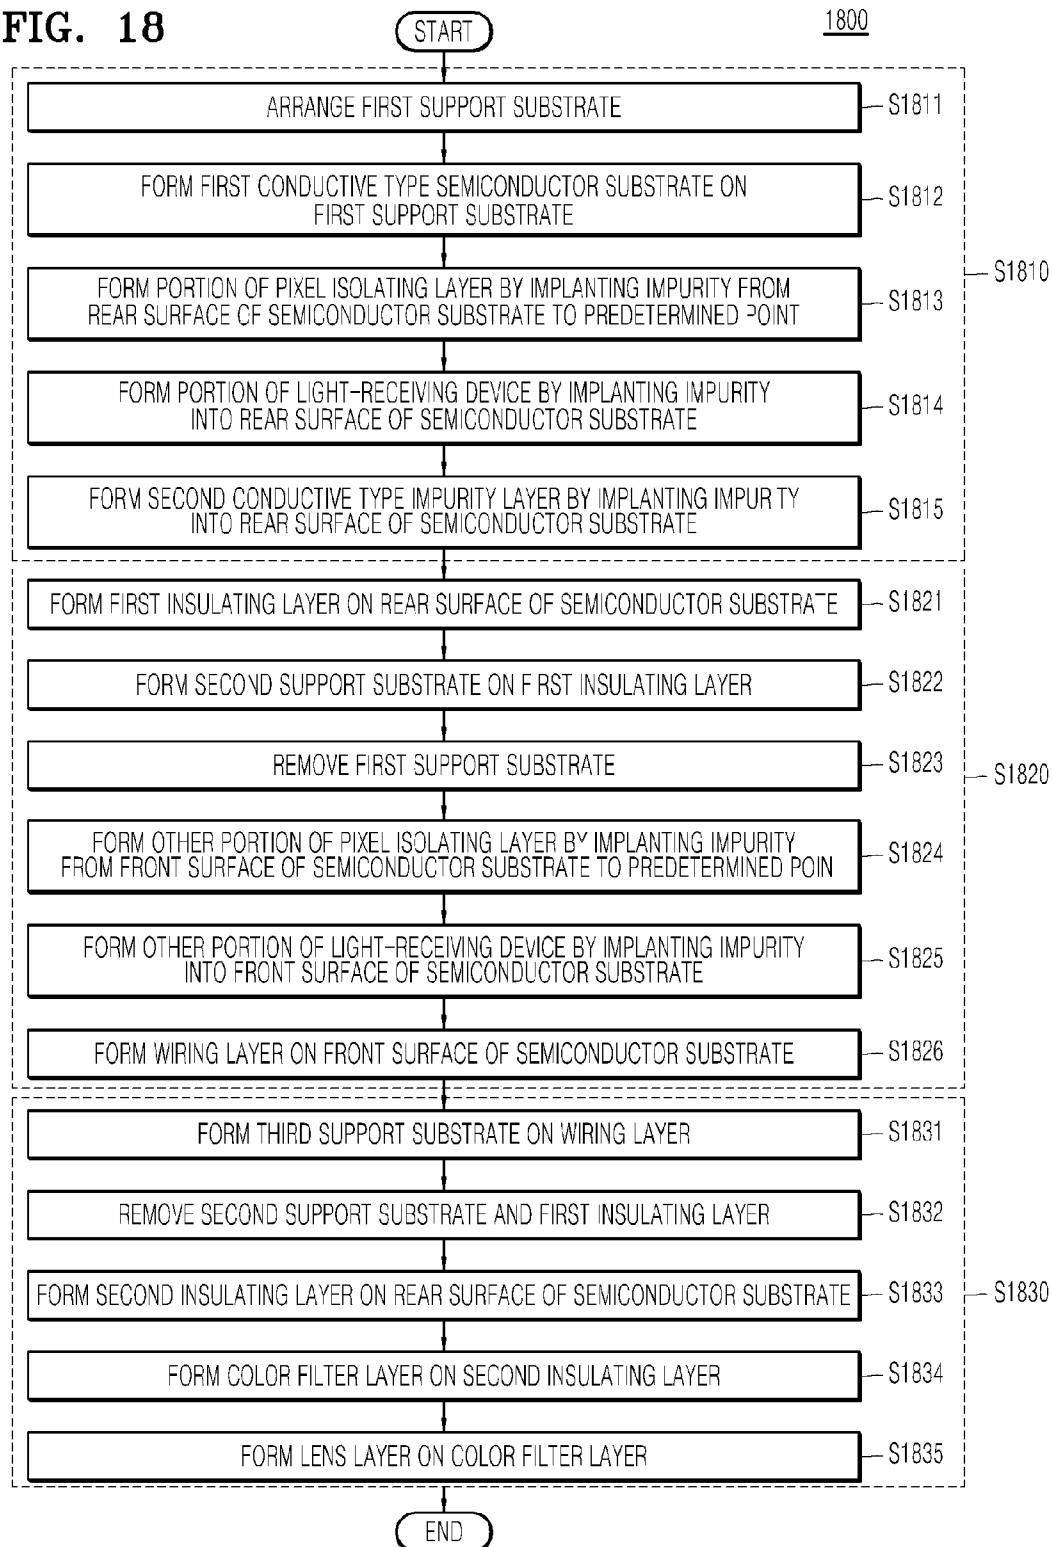 FIG. 18
START
1800
ARRANGE FIRST SUPPORT SUBSTRATE
S1811
FORM FIRST CONDUCTIVE TYPE SEMICONDUCTOR SUBSTRATE ON
FIRST SUPPORT SUBSTRATE
S1812
FORM PORTION OF PIXEL ISOLATING LAYER BY IMPLANTING IMPURITY FROM
REAR SURFACE OF SEMICONDUCTOR SUBSTRATE TO PREDETERMINED POINT
S1813
S1810
FORM PORTION OF LIGHT-RECEIVING DEVICE BY IMPLANTING IMPURITY
INTO REAR SURFACE OF SEMICONDUCTOR SUBSTRATE
S1814
FORM SECOND CONDUCTIVE TYPE IMPURITY LAYER BY IMPLANTING IMPUR TY
INTO REAR SURFACE OF SEMICONDUCTOR SUBSTRATE
S1815
FORM FIRST INSULATING LAYER ON REAR SURFACE OF SEMICONDUCTOR SUBSTRATE
S1821
FORM SECOND SUPPORT SUBSTRATE ON F RST INSULATING LAYER
S1822
REMOVE FIRST SUPPORT SUBSTRATE
S1823
S1820
FORM OTHER PORTION OF PIXEL ISOLATING LAYER BY IMPLANTING IMPURITY
FROM FRONT SURFACE OF SEMICONDUCTOR SUBSTRATE TO PREDETERMINED POIN
S1824
FORM OTHER PORTION OF LIGHT-RECEIVING DEVICE BY IMPLANTING IMPURITY
INTO FRONT SURFACE OF SEMICONDUCTOR SUBSTRATE
S1825
FORM WIRING LAYER ON FRONT SURFACE OF SEMICONDUCTOR SUBSTRATE
S1826
FORM THIRD SUPPORT SUBSTRATE ON WIRING LAYER
S1831
REMOVE SECOND SUPPORT SUBSTRATE AND FIRST INSULATING LAYER
S1832
FORM SECOND INSULATING LAYER ON REAR SURFACE OF SEMICONDUCTOR SUBSTRATE
S1833
S1830
FORM COLOR FILTER LAYER ON SECOND INSULATING LAYER
S1834
FORM LENS LAYER ON COLOR FILTER LAYER
S1835
END